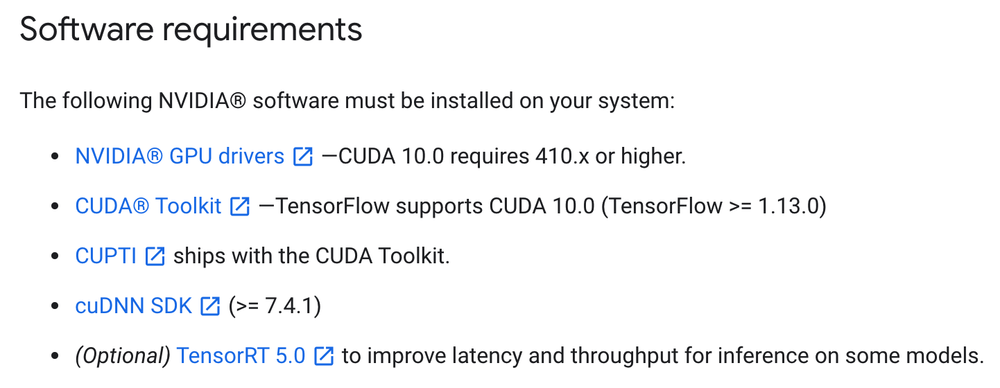 Software requirements
The following NVIDIA® software must be installed on your system:
• NVIDIA® GPU drivers —CUDA 10.0 requires 410.x or higher.
• CUDA® Toolkit —TensorFlow supports CUDA 10.0 (TensorFlow >= 1.13.0)
• CUPTI ships with the CUDA Toolkit.
• cuDNN SDK (>= 7.4.1)
• (Optional) TensorRT 5.0 to improve latency and throughput for inference on some models.